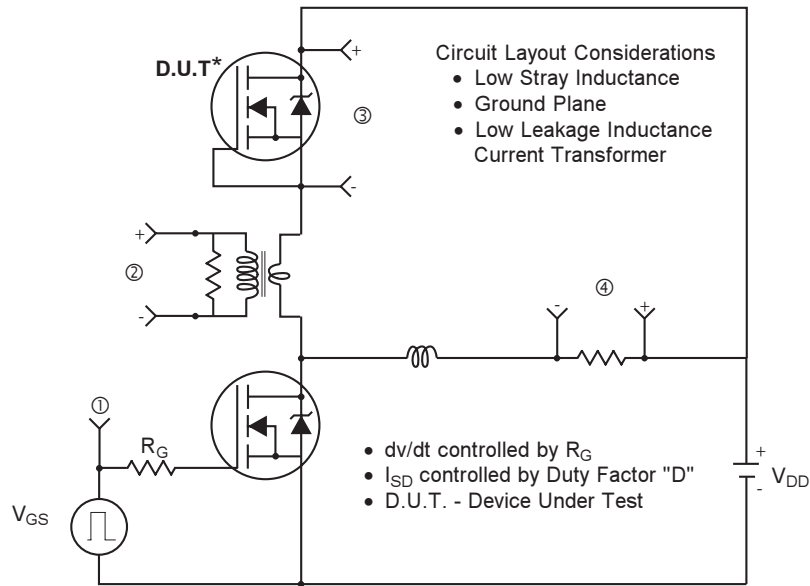 D.U.T*
+
-
③
Circuit Layout Considerations
• Low Stray Inductance
• Ground Plane
• Low Leakage Inductance
Current Transformer
+
②
-
④
-
+
①
R_G
V_GS
• dv/dt controlled by R_G
• I_SD controlled by Duty Factor "D"
• D.U.T. - Device Under Test
+
-
V_DD